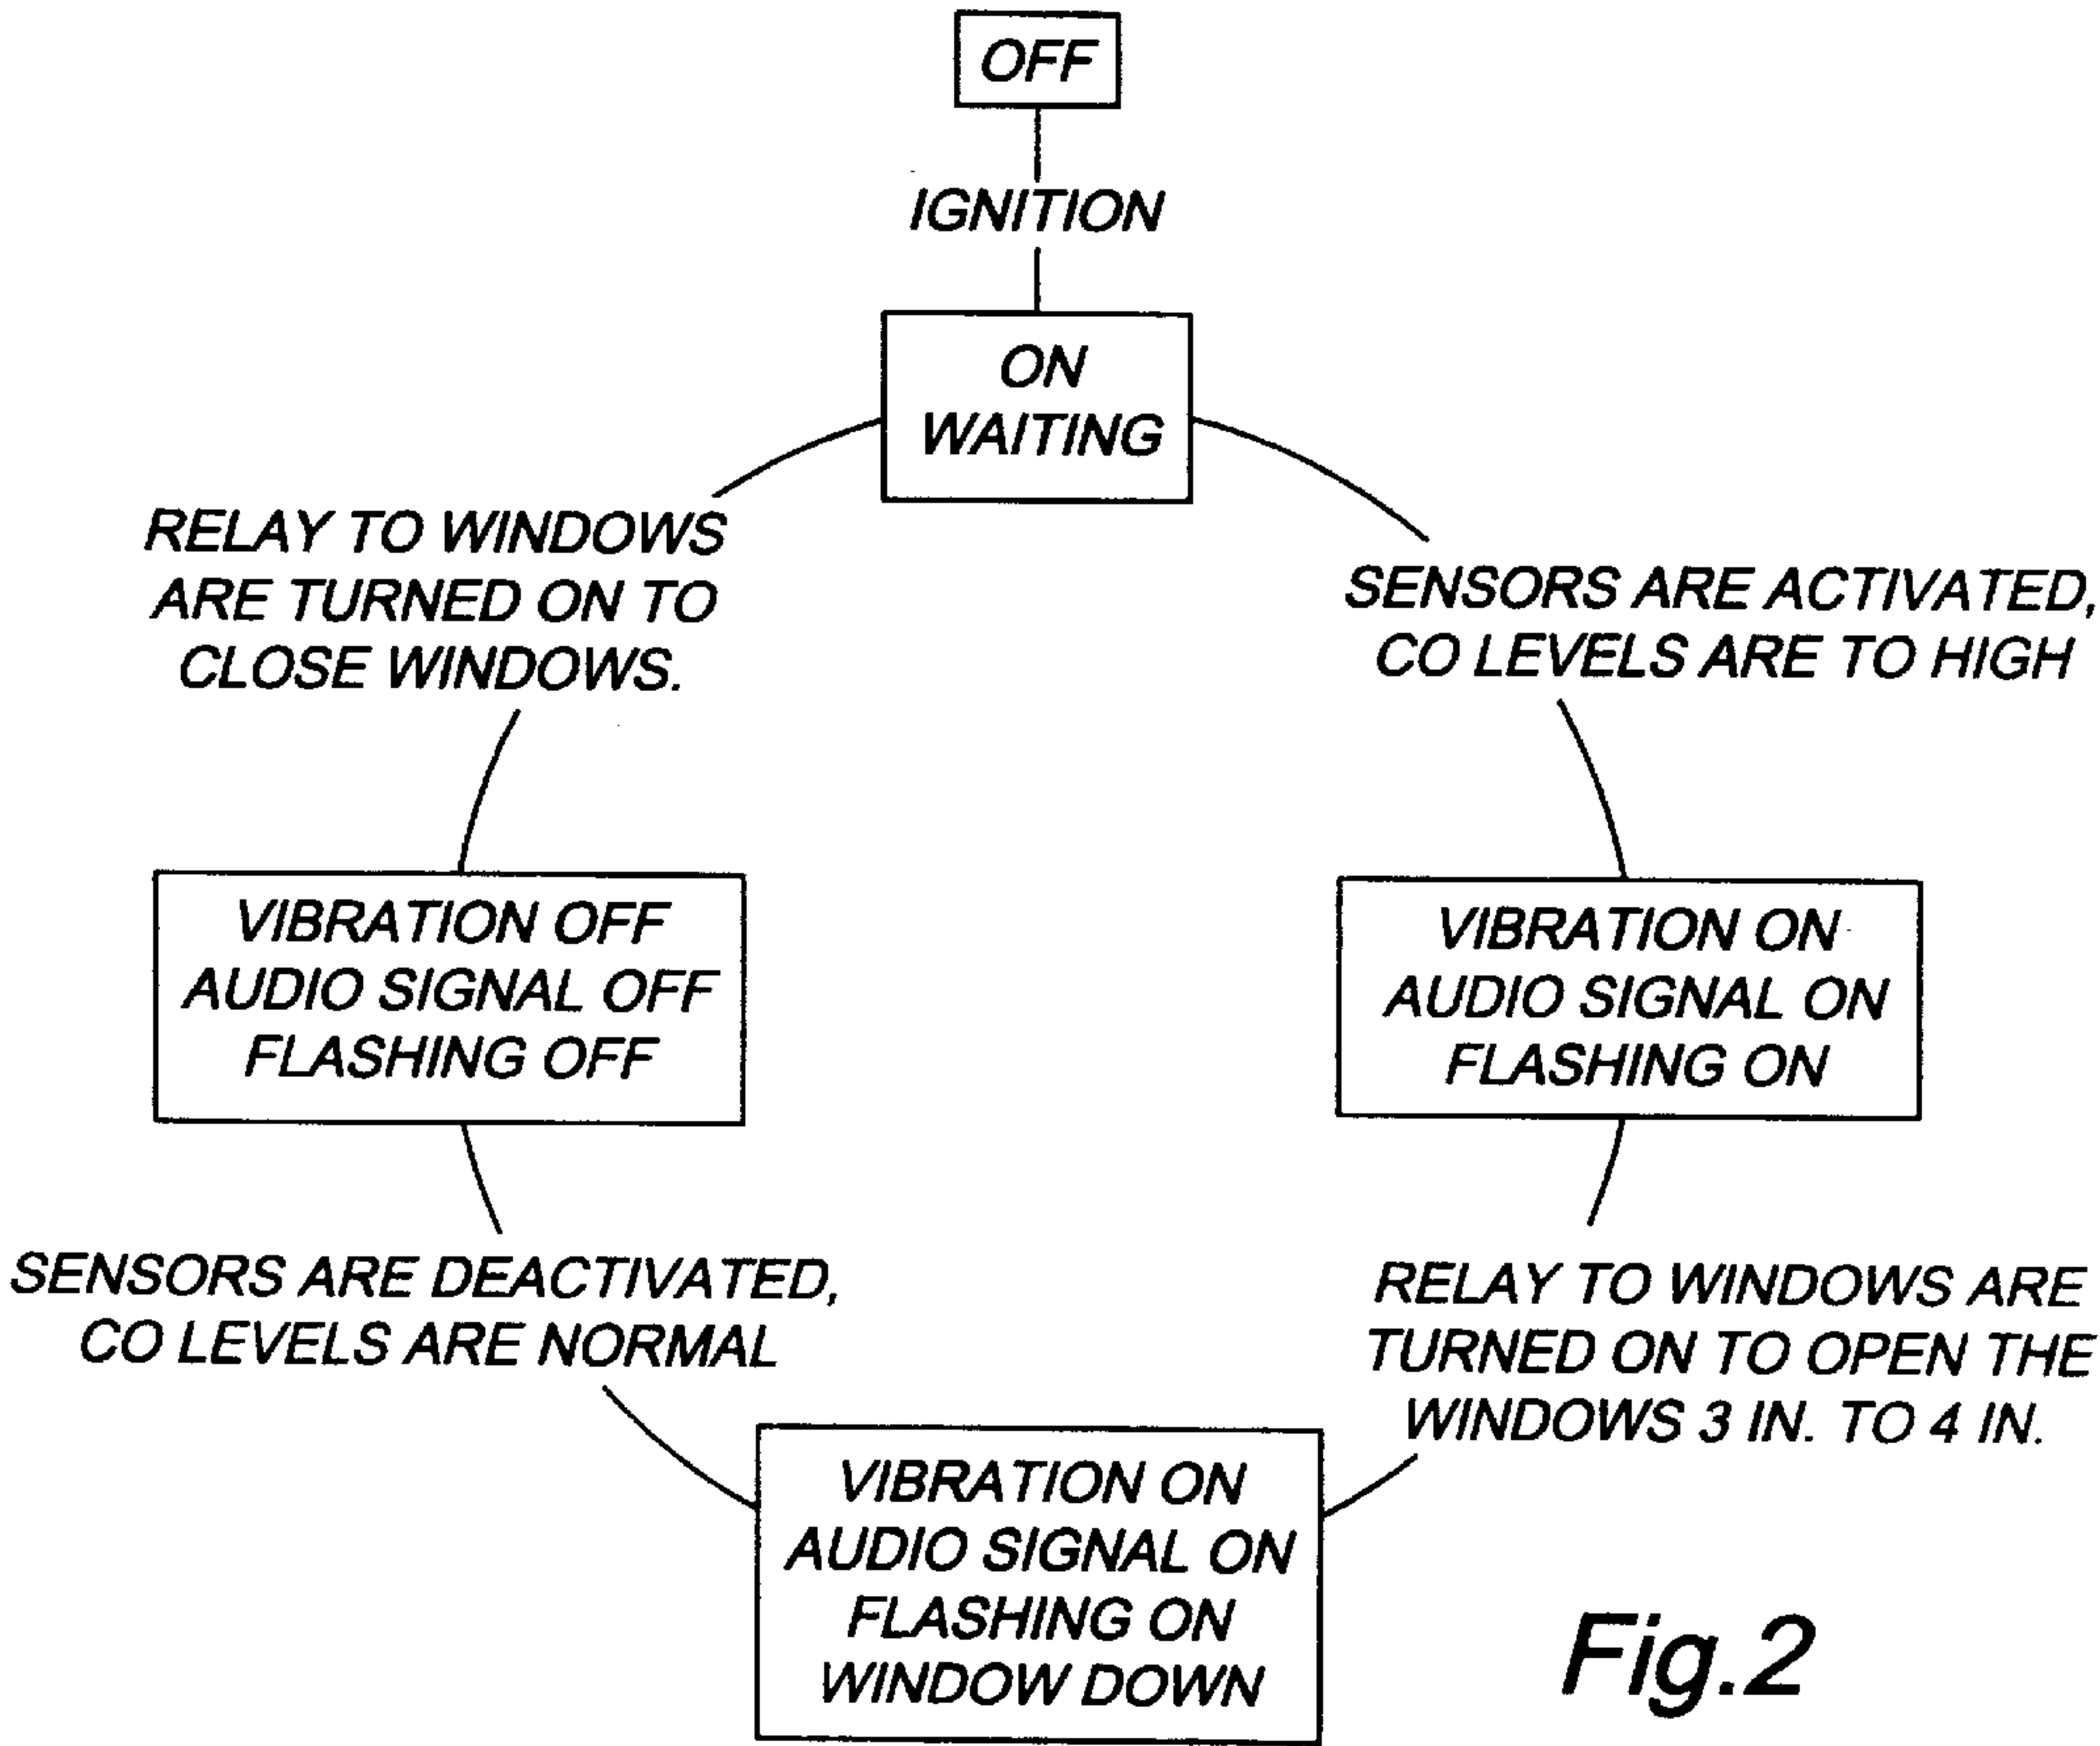 OFF
IGNITION
ON
WAITING
RELAY TO WINDOWS
ARE TURNED ON TO
CLOSE WINDOWS.
SENSORS ARE ACTIVATED,
CO LEVELS ARE TO HIGH
VIBRATION OFF
AUDIO SIGNAL OFF
FLASHING OFF
VIBRATION ON
AUDIO SIGNAL ON
FLASHING ON
SENSORS ARE DEACTIVATED,
CO LEVELS ARE NORMAL
RELAY TO WINDOWS ARE
TURNED ON TO OPEN THE
WINDOWS 3 IN. TO 4 IN.
VIBRATION ON
AUDIO SIGNAL ON
FLASHING ON
WINDOW DOWN
Fig.2